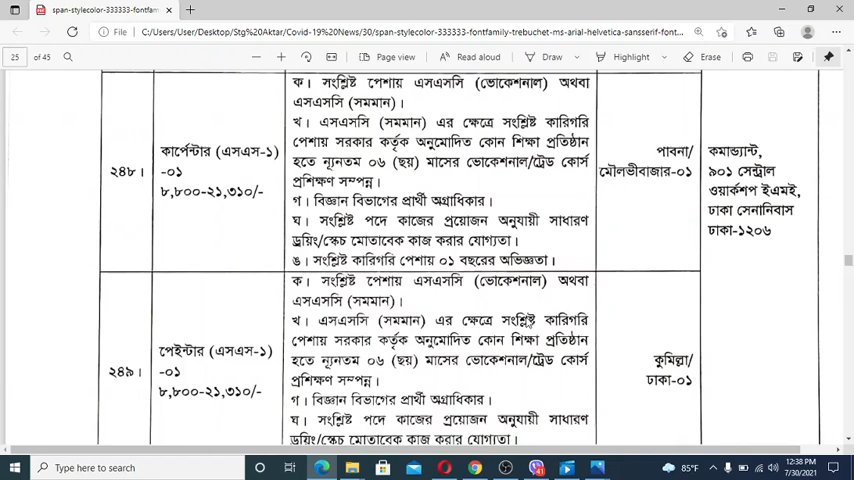 span-stylecolor-333333-fontfam
File
C:/Users/User/Desktop/Stg%20Aktar/Covid-19%20News/30/span-stylecolor-333333-fontfamily-trebuchet-ms-arial-helvetica-sansserif-font...
25 of 45
Page view
Read aloud
Draw
Highlight
Erase
২৪৮।
কার্পেন্টার (এসএস-১)
-০১
৮,৮০০-২১,৩১০/-
ক। সংশ্লিষ্ট পেশায় এসএসসি (ভোকেশনাল) অথবা
এসএসসি (সমমান)।
খ। এসএসসি (সমমান) এর ক্ষেত্রে সংশ্লিষ্ট কারিগরি
পেশায় সরকার কর্তৃক অনুমোদিত কোন শিক্ষা প্রতিষ্ঠান
হতে ন্যূনতম ০৬ (ছয়) মাসের ভোকেশনাল/ট্রেড কোর্স
প্রশিক্ষণ সম্পন্ন।
গ। বিজ্ঞান বিভাগের প্রার্থী অগ্রাধিকার।
ঘ। সংশ্লিষ্ট পদে কাজের প্রয়োজন অনুযায়ী সাধারণ
ড্রয়িং/স্কেচ মোতাবেক কাজ করার যোগ্যতা।
ঙ। সংশ্লিষ্ট কারিগরি পেশায় ০১ বছরের অভিজ্ঞতা।
পাবনা/
মৌলভীবাজার-০১
কমান্ড্যান্ট,
৯০১ সেন্ট্রাল
ওয়ার্কশপ ইএমই,
ঢাকা সেনানিবাস
ঢাকা-১২০৬
২৪৯।
পেইন্টার (এসএস-১)
-০১
৮,৮০০-২১,৩১০/-
ক। সংশ্লিষ্ট পেশায় এসএসসি (ভোকেশনাল) অথবা
এসএসসি (সমমান)।
খ। এসএসসি (সমমান) এর ক্ষেত্রে সংশ্লিষ্ট কারিগরি
পেশায় সরকার কর্তৃক অনুমোদিত কোন শিক্ষা প্রতিষ্ঠান
হতে ন্যূনতম ০৬ (ছয়) মাসের ভোকেশনাল/ট্রেড কোর্স
প্রশিক্ষণ সম্পন্ন।
গ। বিজ্ঞান বিভাগের প্রার্থী অগ্রাধিকার।
ঘ। সংশ্লিষ্ট পদে কাজের প্রয়োজন অনুযায়ী সাধারণ
ড্রয়িং/স্কেচ মোতাবেক কাজ করার যোগ্যতা।
কুমিল্লা/
ঢাকা-০১
Type here to search
41
85°F
12:38 PM
7/30/2021